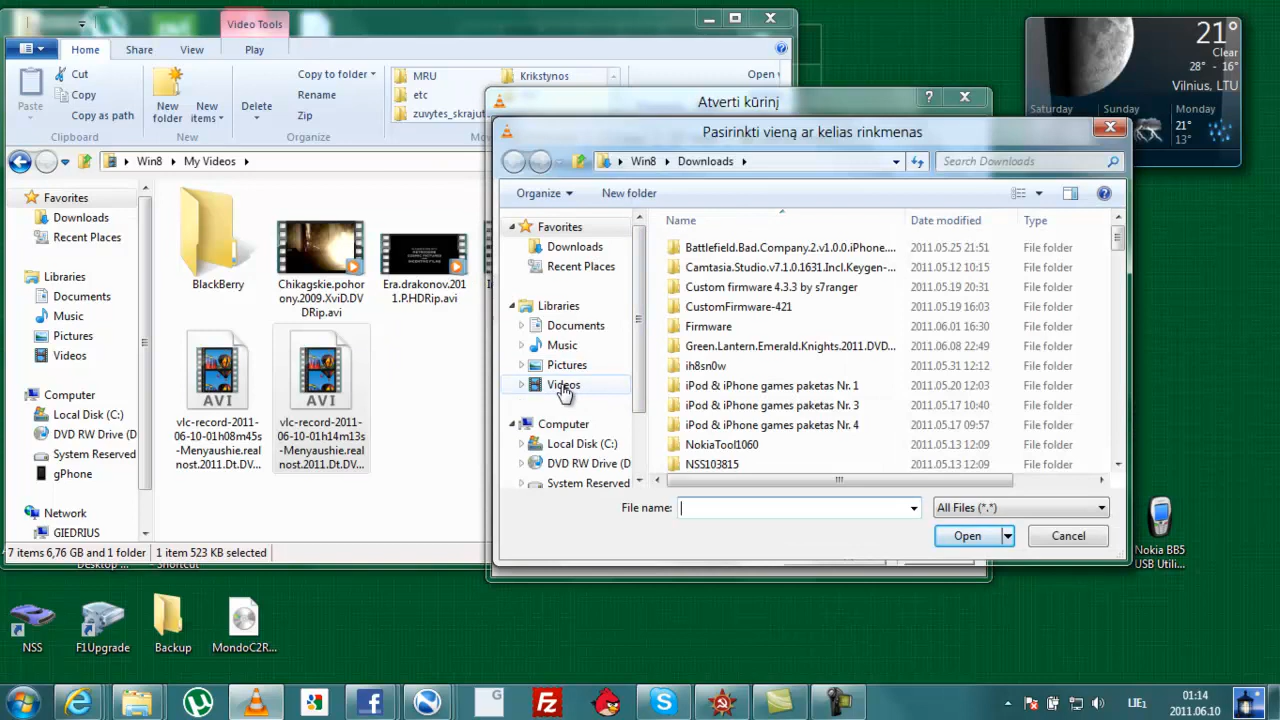 Video Tools
Home
Share
View
Play
Paste
Cut
Copy
Copy as path
Clipboard
New folder
New items
New
Delete
Copy to folder
Rename
Zip
Organize
MRU
Krikstynos
etc
zuvytes_skrajut
Open
Win8
My Videos
Favorites
Downloads
Recent Places
Libraries
Documents
Music
Pictures
Videos
Computer
Local Disk (C:)
DVD RW Drive (D
System Reserved
gPhone
Network
GIEDRIUS
BlackBerry
Chikagskie.pohor
ony.2009.XviD.DV
DRip.avi
Era.drakonov.201
1.P.HDRip.avi
AVI
vlc-record-2011-
06-10-01h08m45s
-Menyaushie.real
nost.2011.Dt.DV...
AVI
vlc-record-2011-
06-10-01h14m13s
-Menyaushie.real
nost.2011.Dt.DV...
7 items 6,76 GB and 1 folder
1 item 523 KB selected
Atverti kūrinį
Pasirinkti vieną ar kelias rinkmenas
Win8
Downloads
Search Downloads
Organize
New folder
Favorites
Downloads
Recent Places
Libraries
Documents
Music
Pictures
Videos
Computer
Local Disk (C:)
DVD RW Drive (D
System Reserved
Name Date modified Type
Battlefield.Bad.Company.2.v1.0.0.iPhone.... 2011.05.25 21:51 File folder
Camtasia.Studio.v7.1.0.1631.Incl.Keygen-... 2011.05.12 10:15 File folder
Custom firmware 4.3.3 by s7ranger 2011.05.19 20:31 File folder
CustomFirmware-421 2011.05.19 16:03 File folder
Firmware 2011.06.01 16:30 File folder
Green.Lantern.Emerald.Knights.2011.DVD... 2011.06.08 22:49 File folder
ih8sn0w 2011.05.31 12:12 File folder
iPod & iPhone games paketas Nr. 1 2011.05.20 12:03 File folder
iPod & iPhone games paketas Nr. 3 2011.05.17 10:40 File folder
iPod & iPhone games paketas Nr. 4 2011.05.17 09:57 File folder
NokiaTool1060 2011.05.13 12:09 File folder
NSS103815 2011.05.13 12:09 File folder
File name:
All Files (*.*)
Open
Cancel
21°
Clear
28° - 16°
Vilnius, LTU
Saturday
Sunday
Monday
21°
13°
Desktop ...
Shortcut
NSS
F1Upgrade
Backup
MondoC2R...
Nokia BB5
USB Utili...
LIE1
01:14
2011.06.10